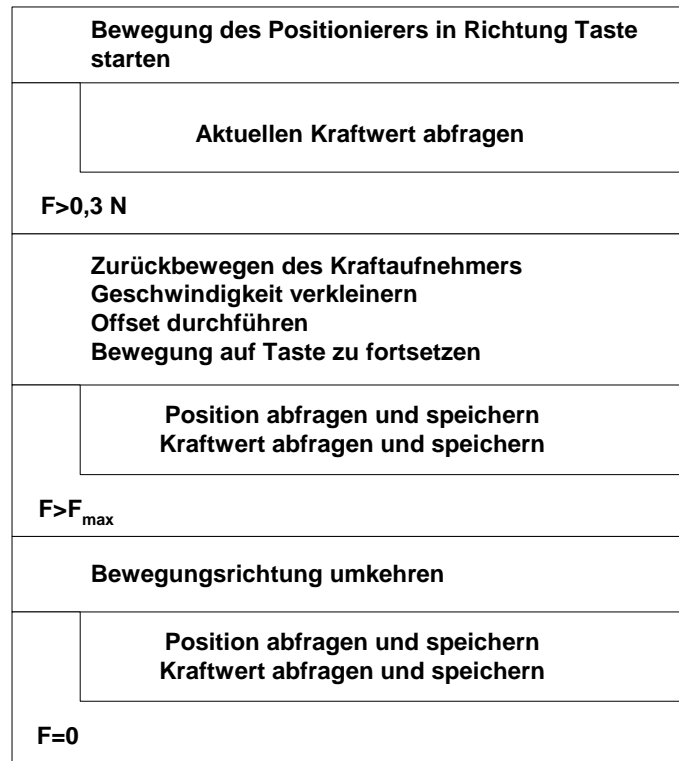 Bewegung des Positionierers in Richtung Taste
starten
Aktuellen Kraftwert abfragen
F>0,3 N
Zurückbewegen des Kraftaufnehmers
Geschwindigkeit verkleinern
Offset durchführen
Bewegung auf Taste zu fortsetzen
Position abfragen und speichern
Kraftwert abfragen und speichern
F>Fmax
Bewegungsrichtung umkehren
Position abfragen und speichern
Kraftwert abfragen und speichern
F=0